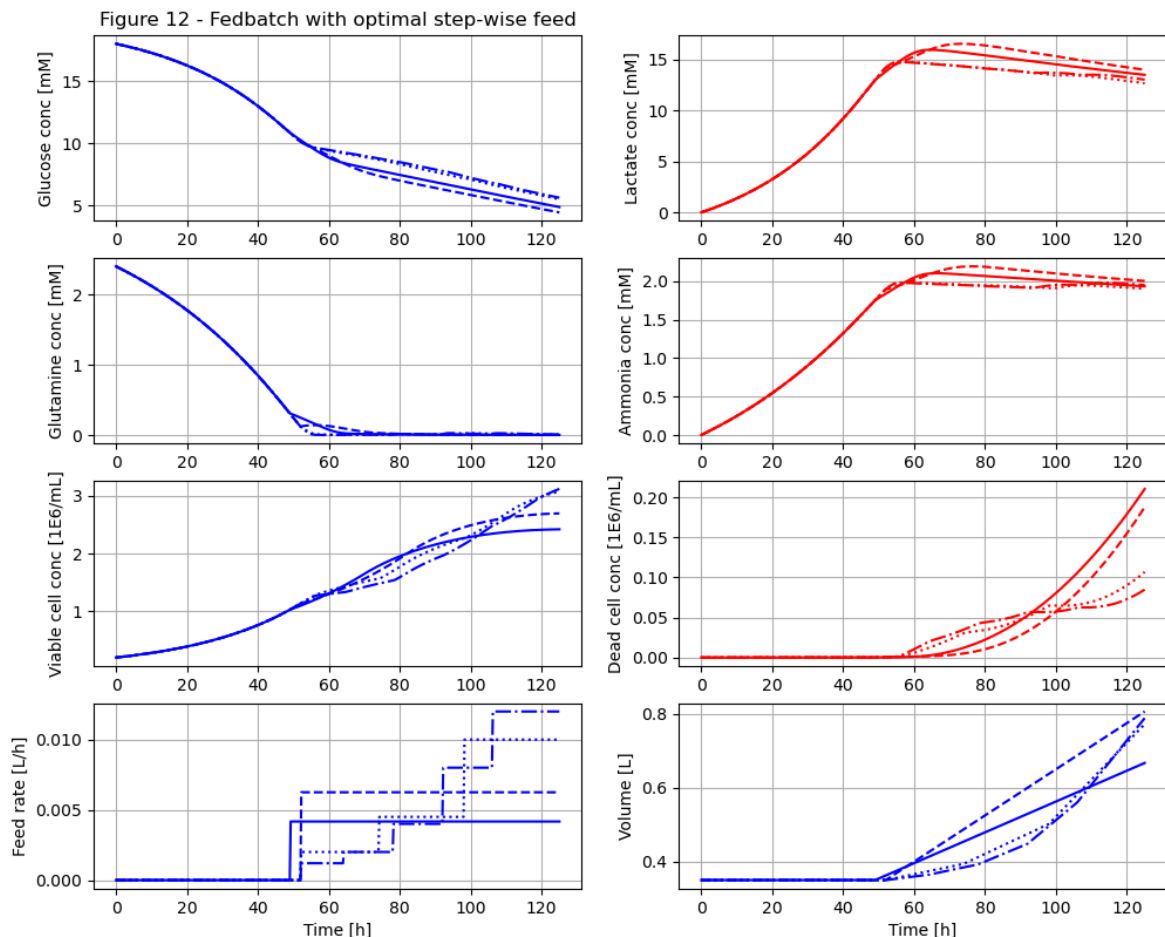 Figure 12 - Fedbatch with optimal step-wise feed
Glucose conc [mM]
15
10
5
0 20 40 60 80 100 120
Lactate conc [mM]
15
10
5
0
0 20 40 60 80 100 120
Glutamine conc [mM]
2
1
0
0 20 40 60 80 100 120
Ammonia conc [mM]
2.0
1.5
1.0
0.5
0.0
0 20 40 60 80 100 120
Viable cell conc [1E6/mL]
3
2
1
0 20 40 60 80 100 120
Dead cell conc [1E6/mL]
0.20
0.15
0.10
0.05
0.00
0 20 40 60 80 100 120
Feed rate [L/h]
0.010
0.005
0.000
0 20 40 60 80 100 120
Time [h]
Volume [L]
0.8
0.6
0.4
0 20 40 60 80 100 120
Time [h]